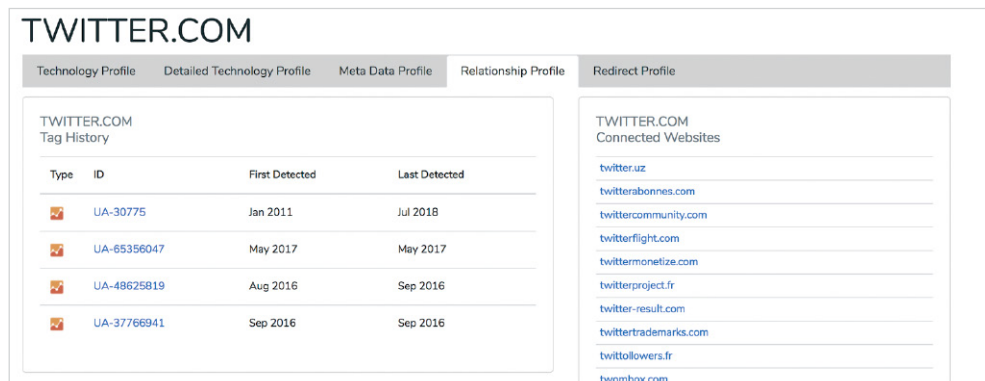 TWITTER.COM
Technology Profile Detailed Technology Profile Meta Data Profile Relationship Profile Redirect Profile
TWITTER.COM
Tag History
Type ID First Detected Last Detected
UA-30775 Jan 2011 Jul 2018
UA-65356047 May 2017 May 2017
UA-48625819 Aug 2016 Sep 2016
UA-37766941 Sep 2016 Sep 2016
TWITTER.COM
Connected Websites
twitter.uz
twitterabonnes.com
twittercommunity.com
twitterflight.com
twittermonetize.com
twitterproject.fr
twitter-result.com
twittertrademarks.com
twittollowers.fr